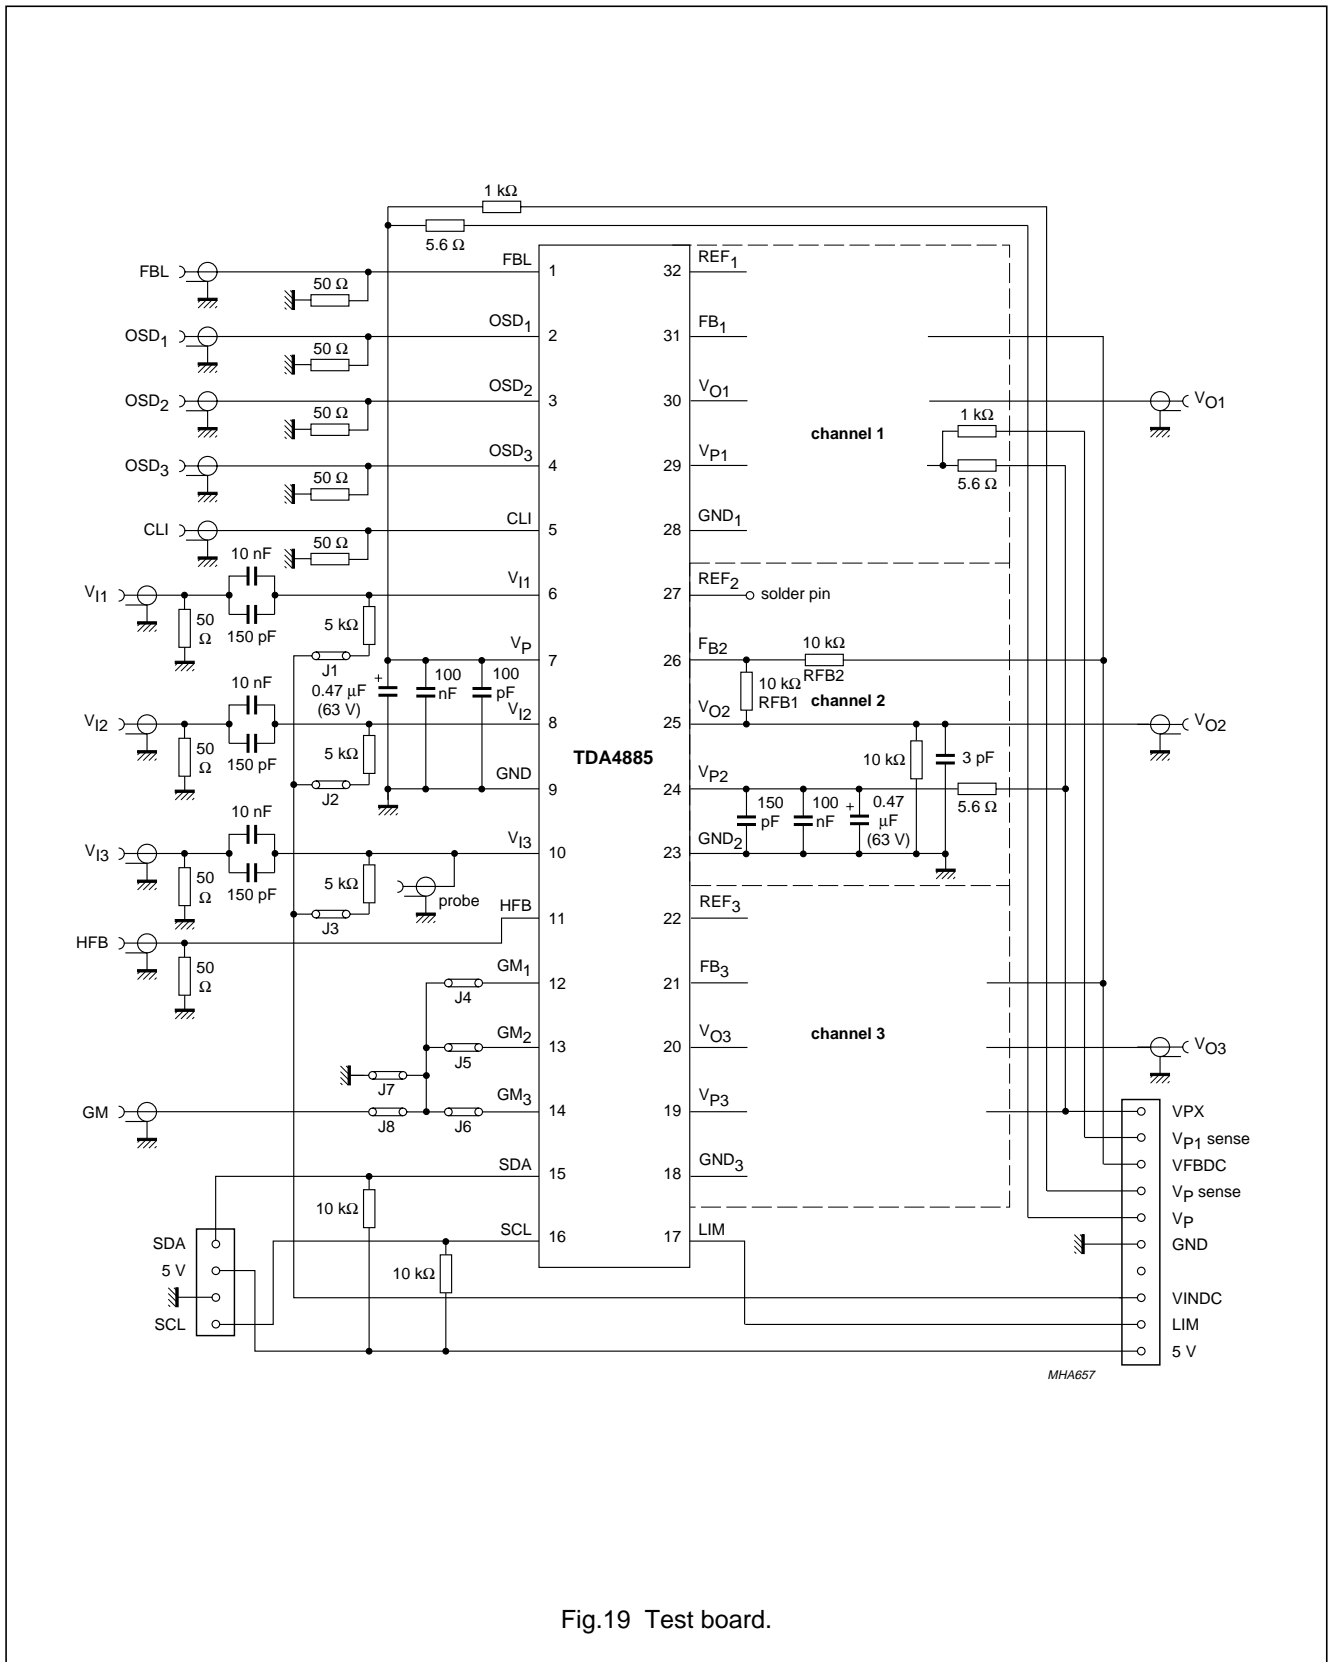 1 kΩ
5.6 Ω
FBL
50 Ω
FBL
1
32
REF1
OSD1
50 Ω
OSD1
2
31
FB1
OSD2
50 Ω
OSD2
3
30
VO1
VO1
channel 1
1 kΩ
OSD3
50 Ω
OSD3
4
29
VP1
5.6 Ω
CLI
50 Ω
CLI
5
28
GND1
VI1
10 nF
150 pF
50 Ω
VI1
6
27
REF2
solder pin
5 kΩ
J1
VP
7
26
FB2
10 kΩ
RFB2
0.47 µF
(63 V)
+
100 nF
100 pF
10 kΩ
RFB1
channel 2
VI2
10 nF
150 pF
50 Ω
VI2
8
25
VO2
VO2
5 kΩ
J2
TDA4885
10 kΩ
3 pF
GND
9
24
VP2
5.6 Ω
150 pF
100 nF
+
0.47 µF
(63 V)
VI3
10 nF
150 pF
50 Ω
VI3
10
23
GND2
5 kΩ
J3
probe
HFB
50 Ω
HFB
11
22
REF3
GM1
J4
12
21
FB3
channel 3
GM2
J5
13
20
VO3
VO3
J7
GM
J8
J6
GM3
14
19
VP3
VPX
VP1 sense
VFBDC
VP sense
VP
GND
VINDC
LIM
5 V
SDA
15
18
GND3
10 kΩ
SCL
16
17
LIM
10 kΩ
SDA
5 V
SCL
MHA657
Fig.19 Test board.